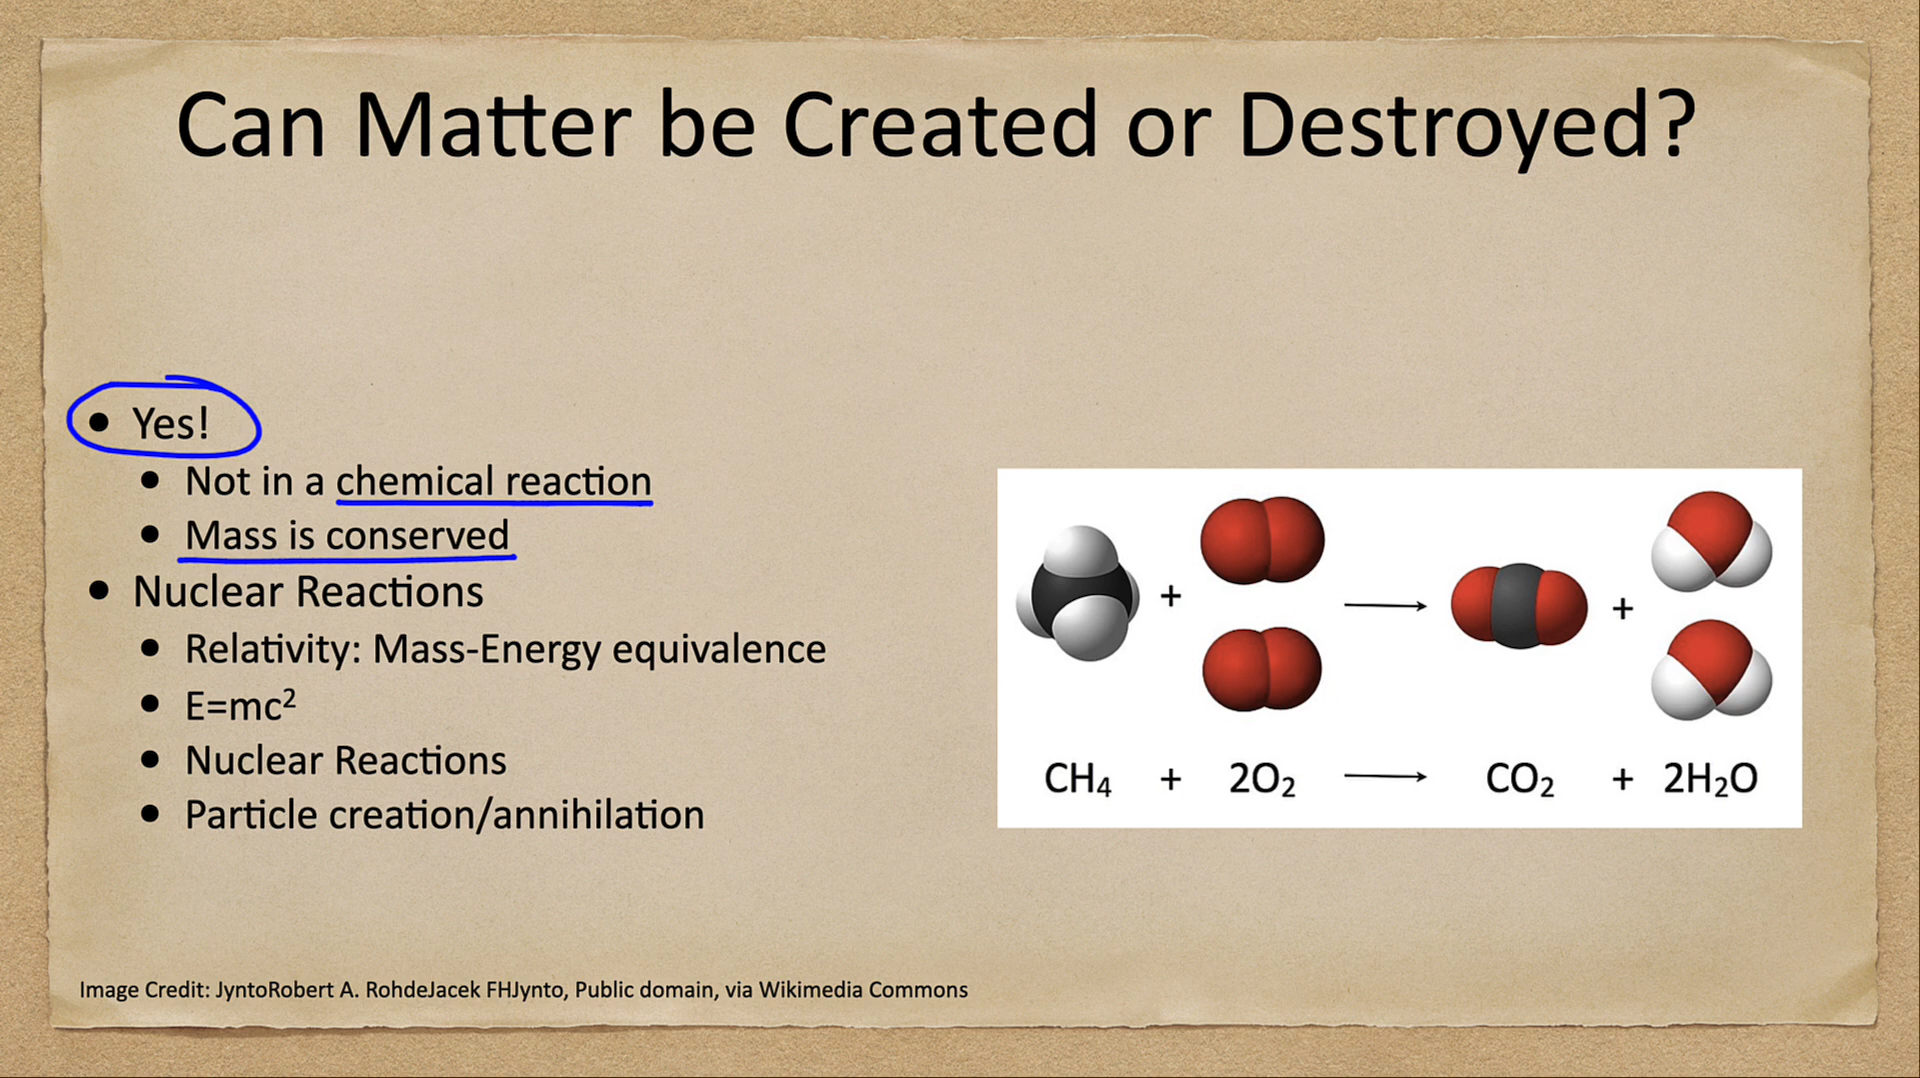 Can Matter be Created or Destroyed?
• Yes!
• Not in a chemical reaction
• Mass is conserved
• Nuclear Reactions
• Relativity: Mass-Energy equivalence
• E=mc²
• Nuclear Reactions
• Particle creation/annihilation
+ → +
CH₄ + 2O₂ → CO₂ + 2H₂O
Image Credit: JyntoRobert A. RohdeJacek FHJynto, Public domain, via Wikimedia Commons